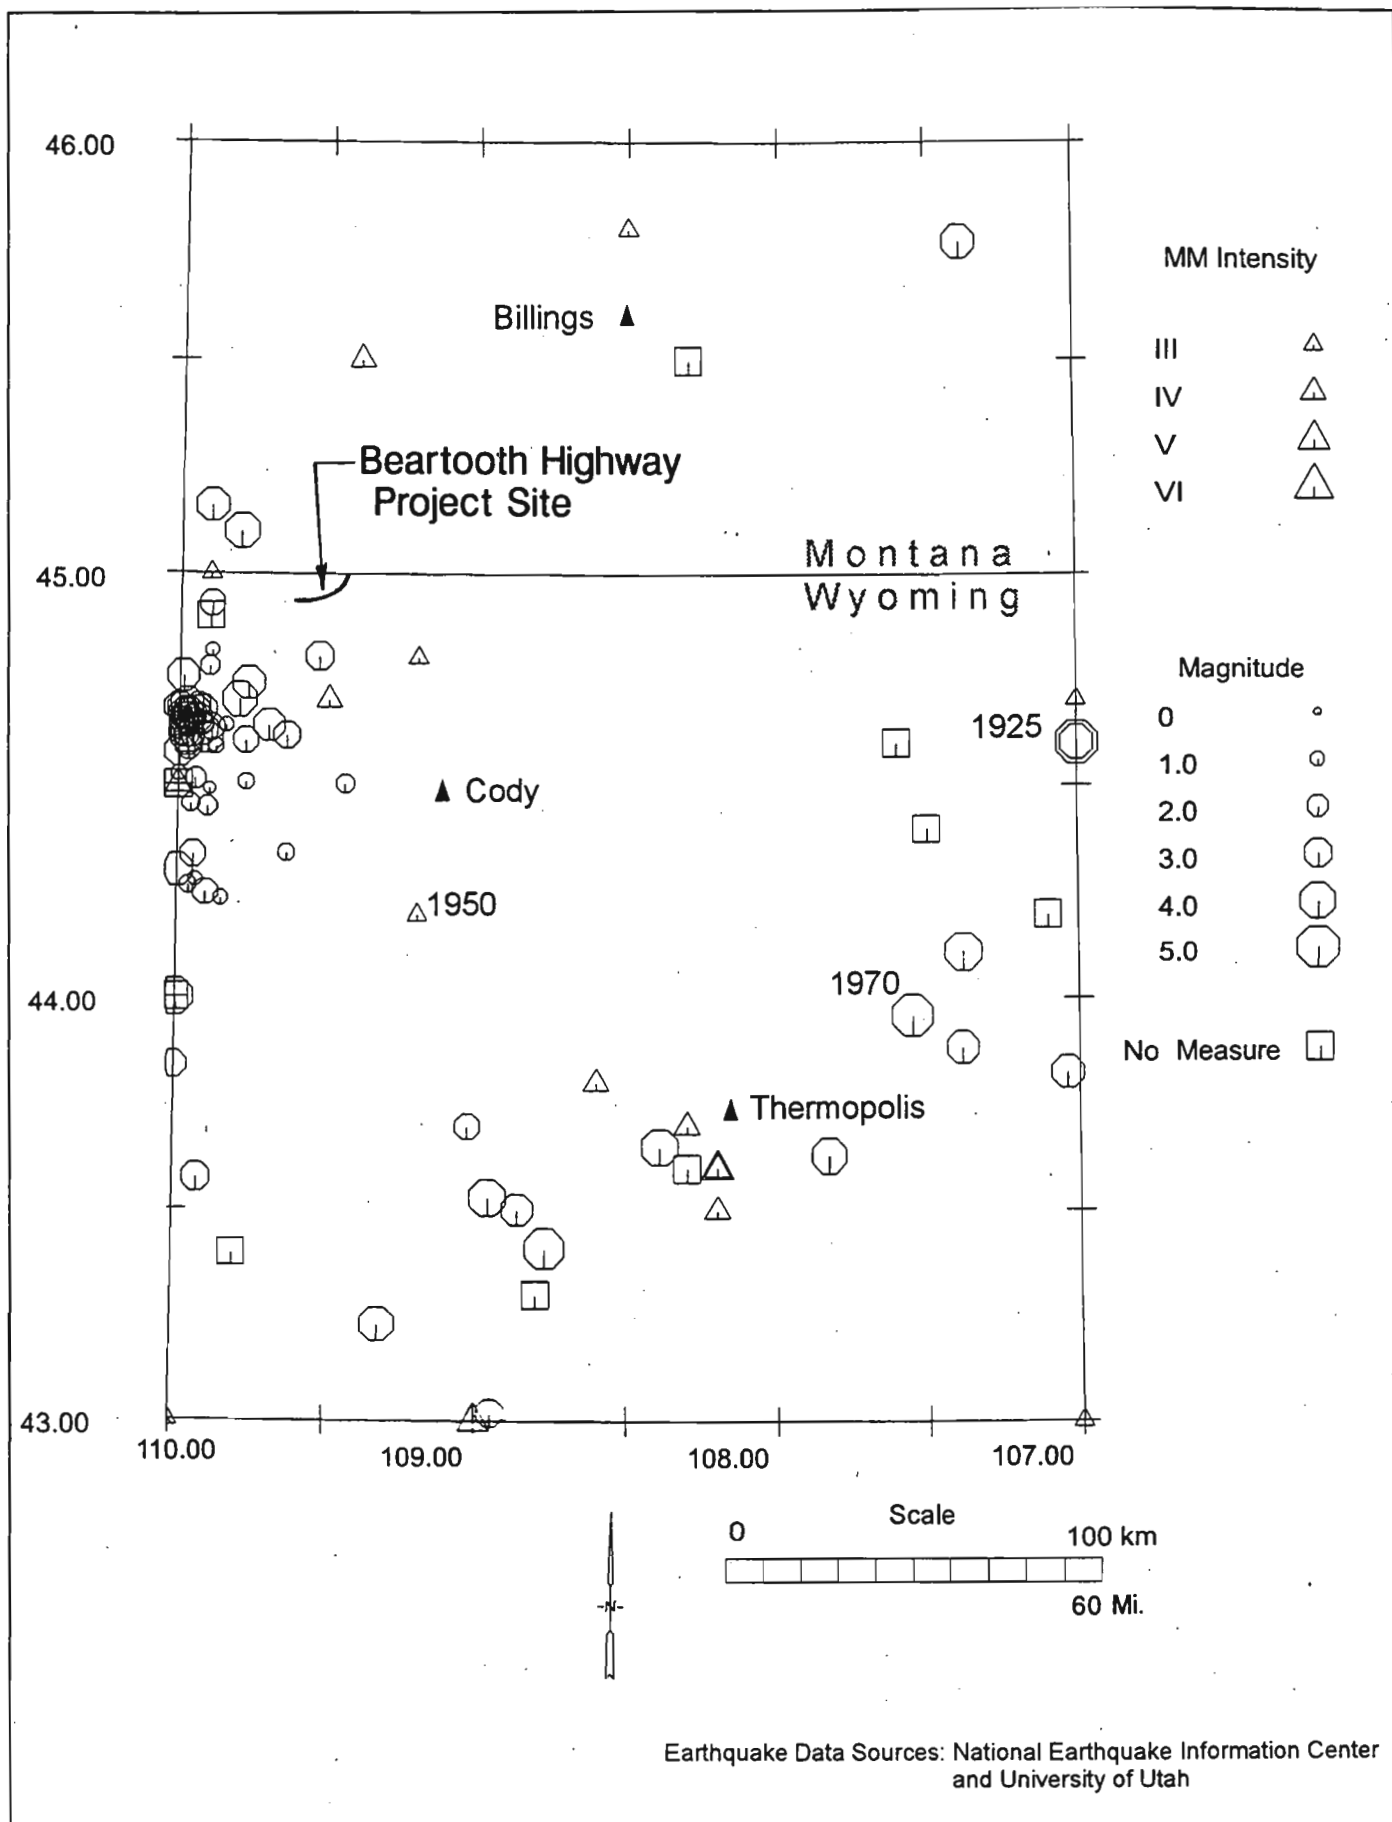 46.00
MM Intensity
Billings
III
IV
V
VI
Beartooth Highway
Project Site
Montana
45.00
Wyoming
Magnitude
0
1925
1.0
Cody
2.0
3.0
1950
4.0
5.0
1970
44.00
No Measure
Thermopolis
43.00
110.00
109.00
108.00
107.00
Scale
0
100 km
60 Mi.
-N-
Earthquake Data Sources: National Earthquake Information Center
and University of Utah